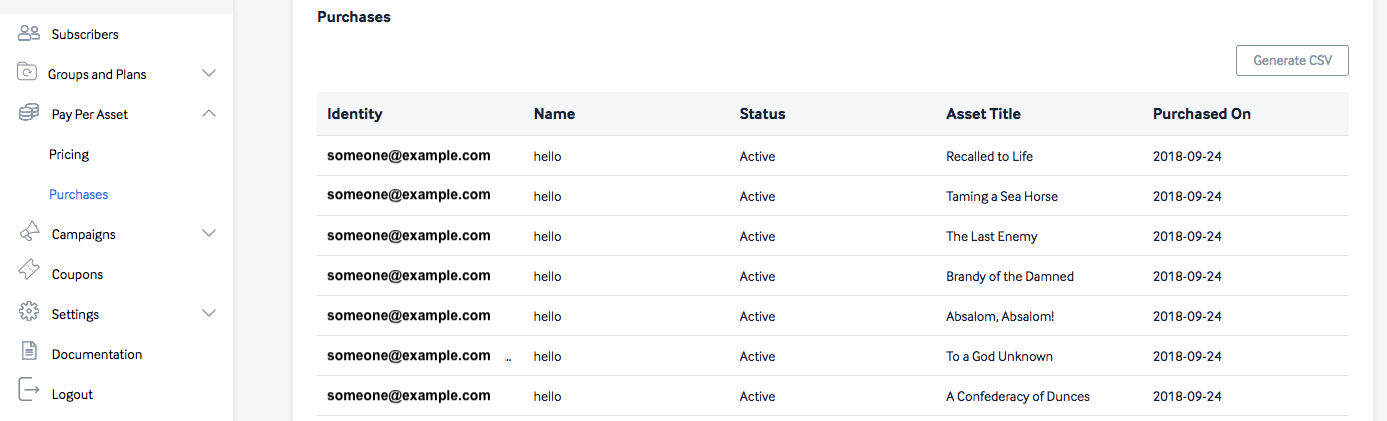 Subscribers
Groups and Plans
Pay Per Asset
Pricing
Purchases
Campaigns
Coupons
Settings
Documentation
Logout
Purchases
Generate CSV
Identity Name Status Asset Title Purchased On
someone@example.com hello Active Recalled to Life 2018-09-24
someone@example.com hello Active Taming a Sea Horse 2018-09-24
someone@example.com hello Active The Last Enemy 2018-09-24
someone@example.com hello Active Brandy of the Damned 2018-09-24
someone@example.com hello Active Absalom, Absalom! 2018-09-24
someone@example.com ... hello Active To a God Unknown 2018-09-24
someone@example.com hello Active A Confederacy of Dunces 2018-09-24